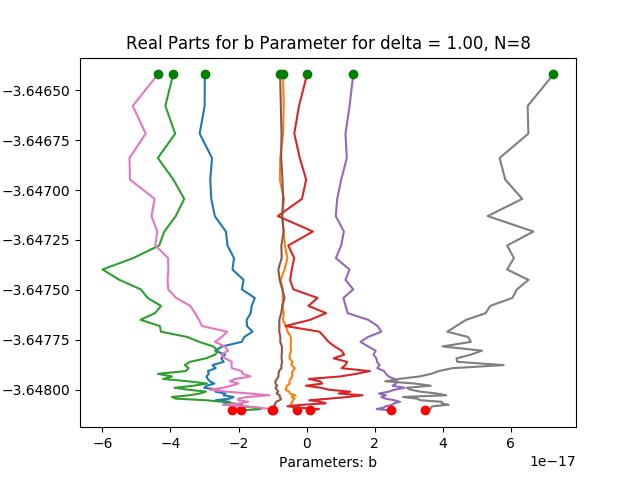 Real Parts for b Parameter for delta = 1.00, N=8
−3.64650
−3.64675
−3.64700
−3.64725
−3.64750
−3.64775
−3.64800
−6 −4 −2 0 2 4 6
Parameters: b
1e−17